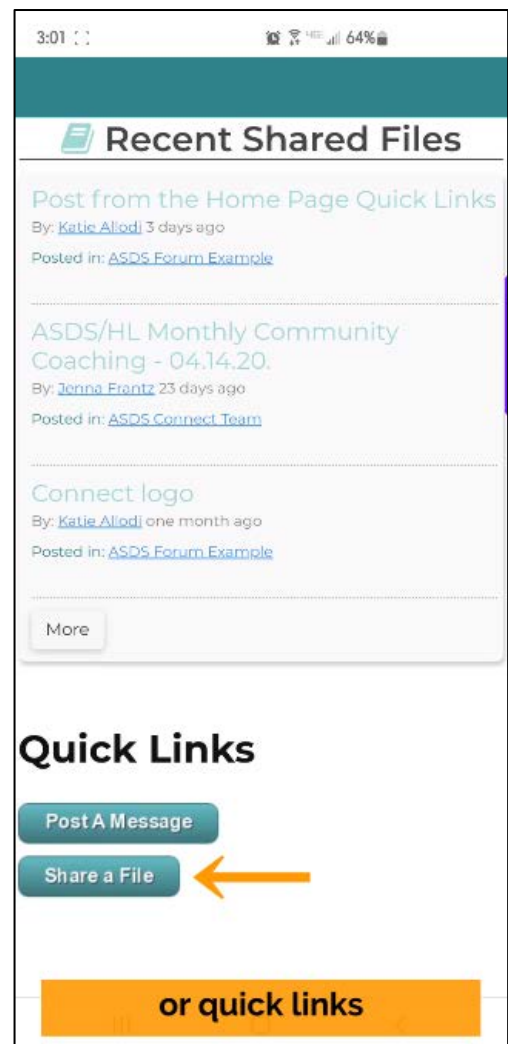 3:01
64%
Recent Shared Files
Post from the Home Page Quick Links
By: Katie Allodi 3 days ago
Posted in: ASDS Forum Example
ASDS/HL Monthly Community
Coaching - 04.14.20.
By: Jenna Frantz 23 days ago
Posted in: ASDS Connect Team
Connect logo
By: Katie Allodi one month ago
Posted in: ASDS Forum Example
More
Quick Links
Post A Message
Share a File
or quick links